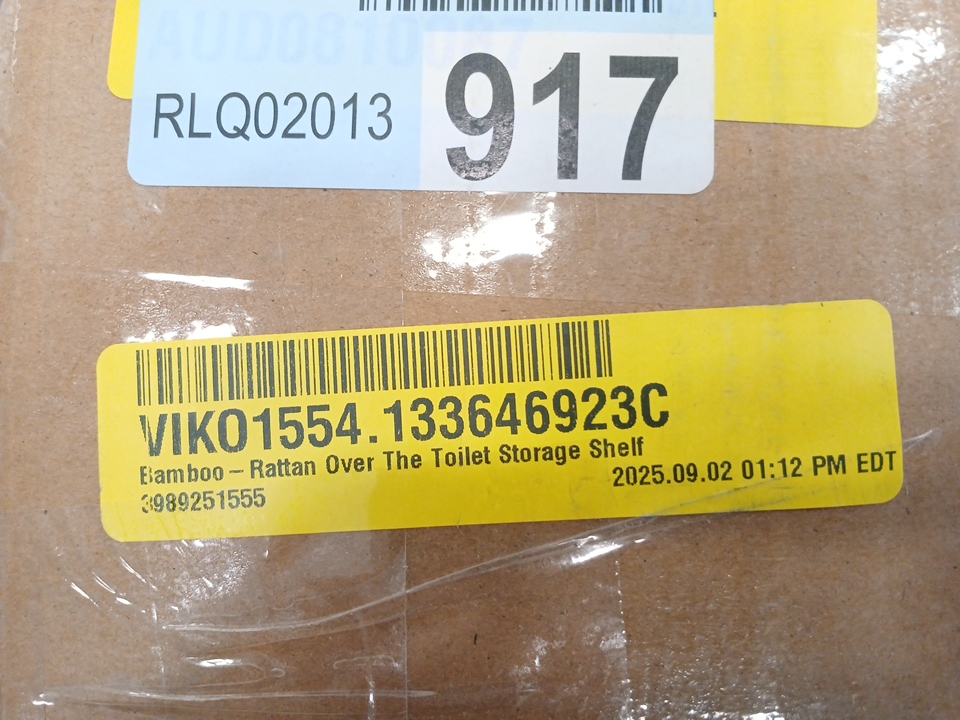 RLQ02013
917
VIKO1554.133646923C
Bamboo – Rattan Over The Toilet Storage Shelf
2025.09.02 01:12 PM EDT
3989251555